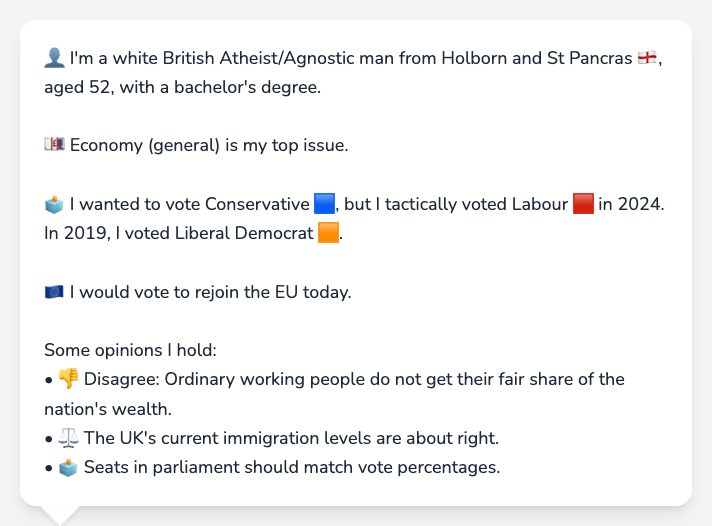 👤 I'm a white British Atheist/Agnostic man from Holborn and St Pancras 🏴󠁧󠁢󠁥󠁮󠁧󠁿,
aged 52, with a bachelor's degree.
💷 Economy (general) is my top issue.
🗳️ I wanted to vote Conservative 🟦, but I tactically voted Labour 🟥 in 2024.
In 2019, I voted Liberal Democrat 🟧.
🇪🇺 I would vote to rejoin the EU today.
Some opinions I hold:
• 👎 Disagree: Ordinary working people do not get their fair share of the
nation's wealth.
• ⚖️ The UK's current immigration levels are about right.
• 🗳️ Seats in parliament should match vote percentages.